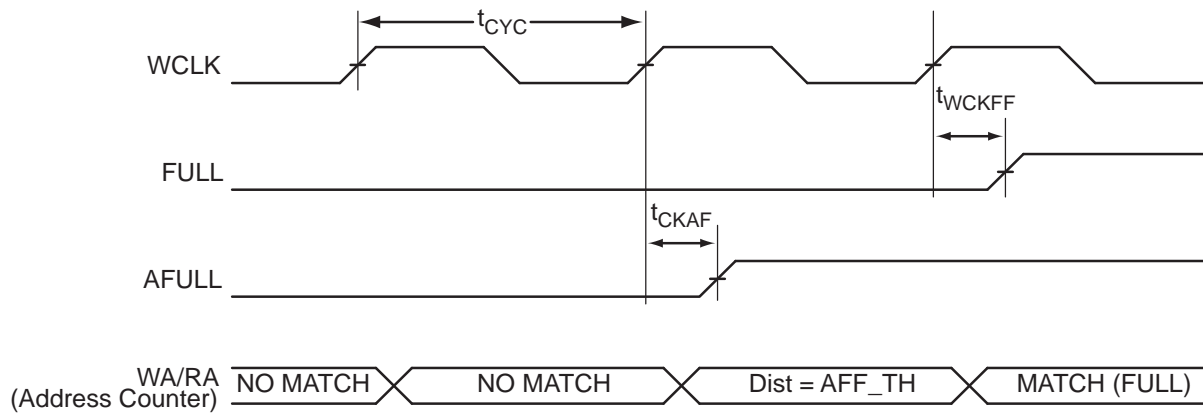 tCYC
WCLK
tWCKFF
FULL
tCKAF
AFULL
WA/RA
(Address Counter)
NO MATCH
NO MATCH
Dist = AFF_TH
MATCH (FULL)